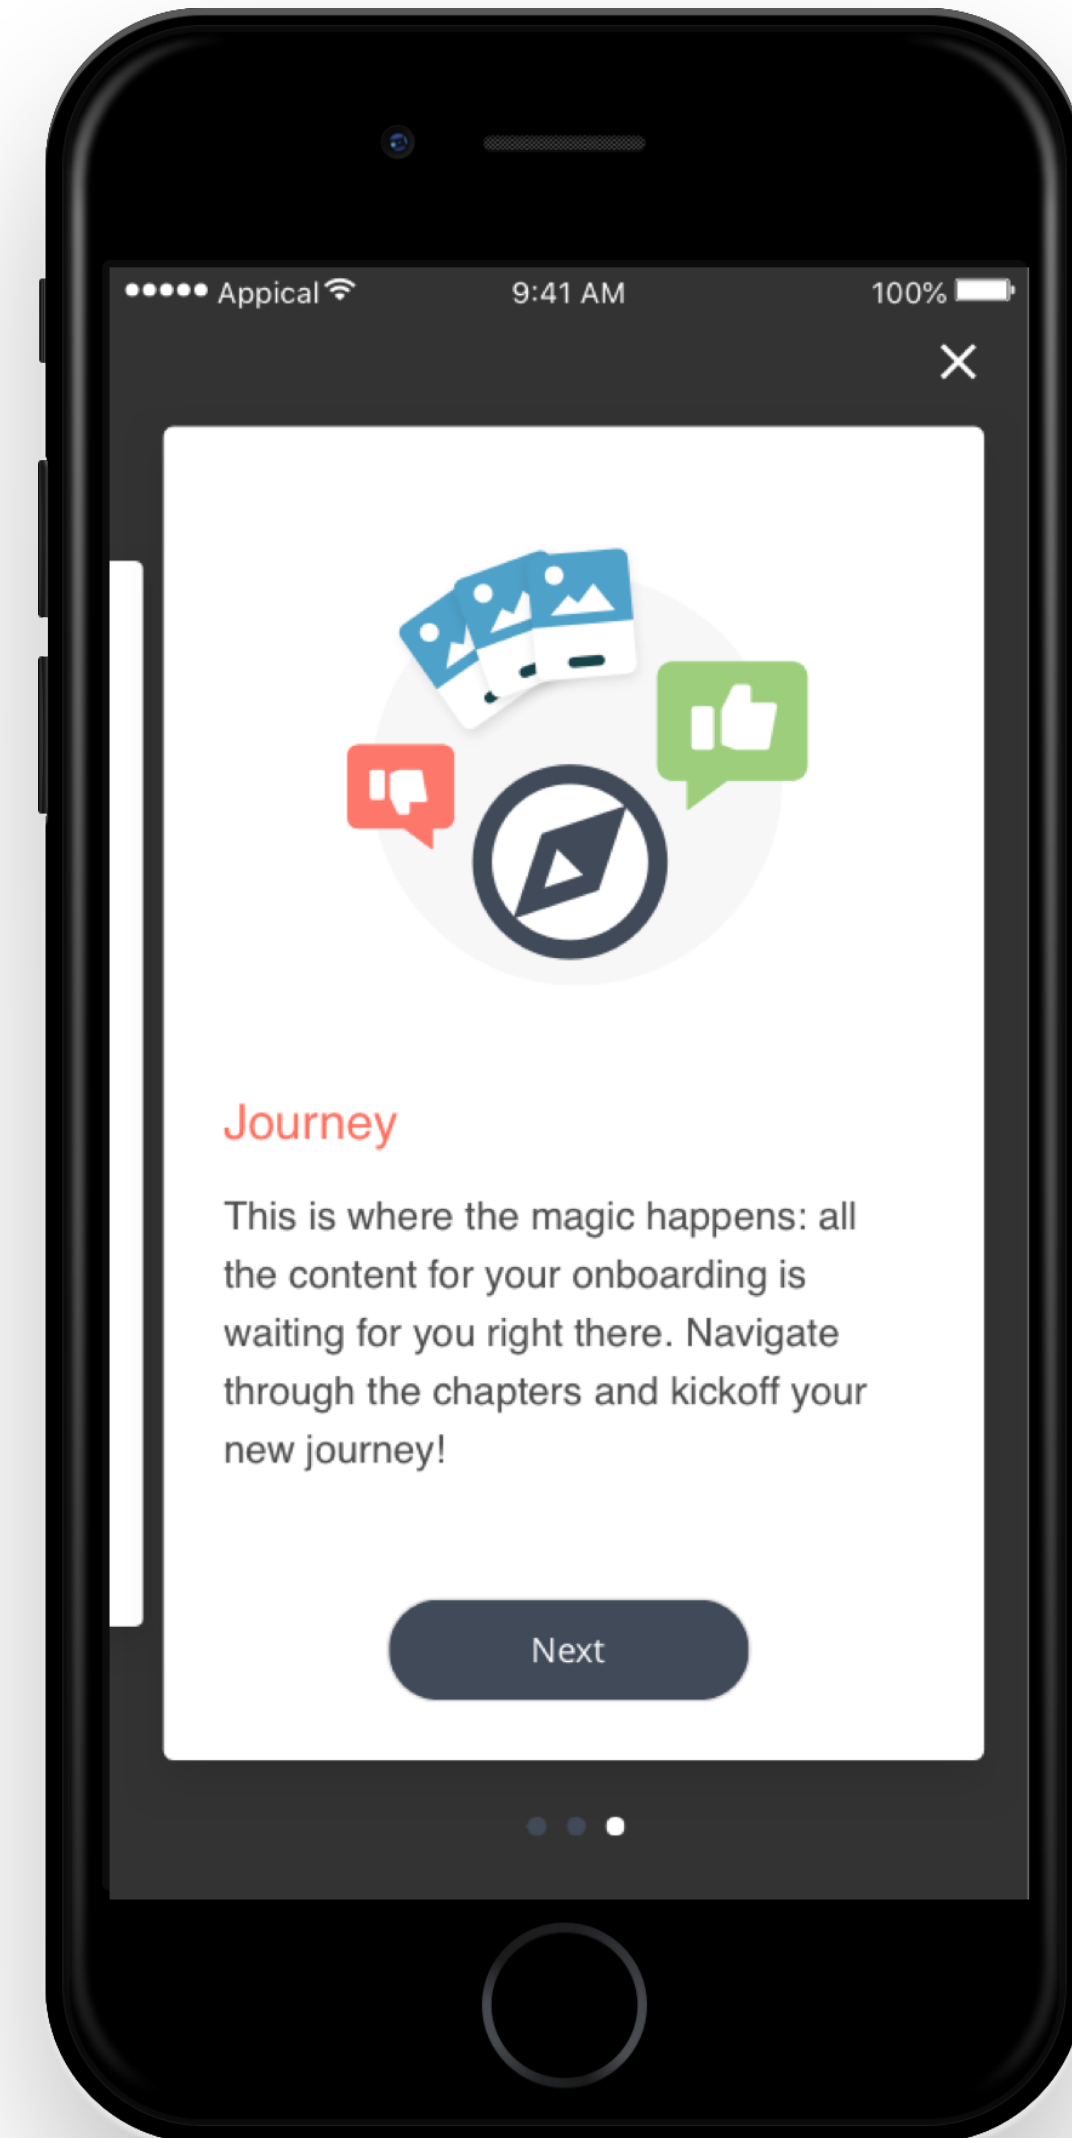 Appical
9:41 AM
100%
Journey
This is where the magic happens: all
the content for your onboarding is
waiting for you right there. Navigate
through the chapters and kickoff your
new journey!
Next